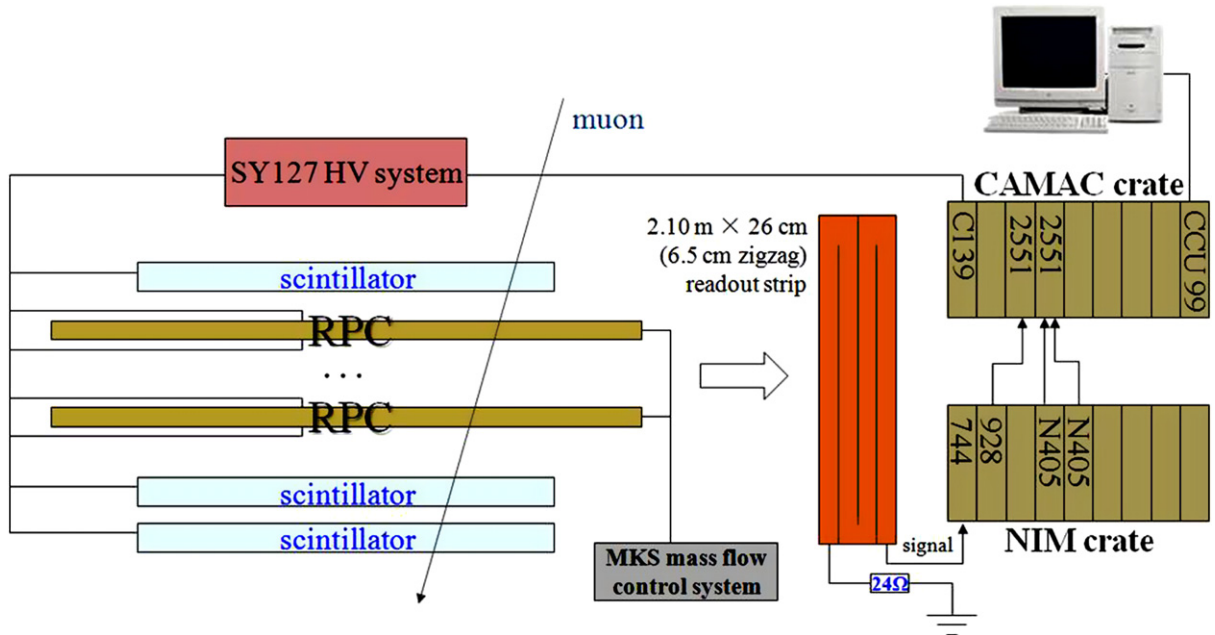 muon
SY127 HV system
CAMAC crate
2.10 m × 26 cm
(6.5 cm zigzag)
readout strip
C139
2551
2551
CCU 99
scintillator
RPC
...
RPC
scintillator
scintillator
744
928
N405
N405
NIM crate
signal
MKS mass flow
control system
24Ω